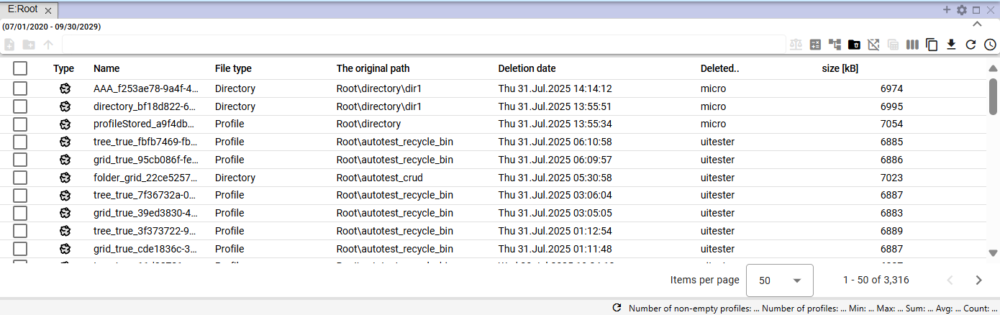 E:Root
(07/01/2020 - 09/30/2029)
Type Name File type The original path Deletion date Deleted.. size [kB]
AAA_f253ae78-9a4f-4... Directory Root\directory\dir1 Thu 31.Jul.2025 14:14:12 micro 6974
directory_bf18d822-6... Directory Root\directory\dir1 Thu 31.Jul.2025 13:55:51 micro 6995
profileStored_a9f4db... Profile Root\directory Thu 31.Jul.2025 13:55:34 micro 7054
tree_true_fbfb7469-fb... Profile Root\autotest_recycle_bin Thu 31.Jul.2025 06:10:58 uitester 6885
grid_true_95cb086f-fe... Profile Root\autotest_recycle_bin Thu 31.Jul.2025 06:09:57 uitester 6886
folder_grid_22ce5257... Directory Root\autotest_crud Thu 31.Jul.2025 05:30:58 uitester 7023
tree_true_7f36732a-0... Profile Root\autotest_recycle_bin Thu 31.Jul.2025 03:06:04 uitester 6887
grid_true_39ed3830-4... Profile Root\autotest_recycle_bin Thu 31.Jul.2025 03:05:05 uitester 6883
tree_true_3f373722-9... Profile Root\autotest_recycle_bin Thu 31.Jul.2025 01:12:54 uitester 6889
grid_true_cde1836c-3... Profile Root\autotest_recycle_bin Thu 31.Jul.2025 01:11:48 uitester 6887
Items per page 50 1 - 50 of 3,316
Number of non-empty profiles: ... Number of profiles: ... Min: ... Max: ... Sum: ... Avg: ... Count: ...